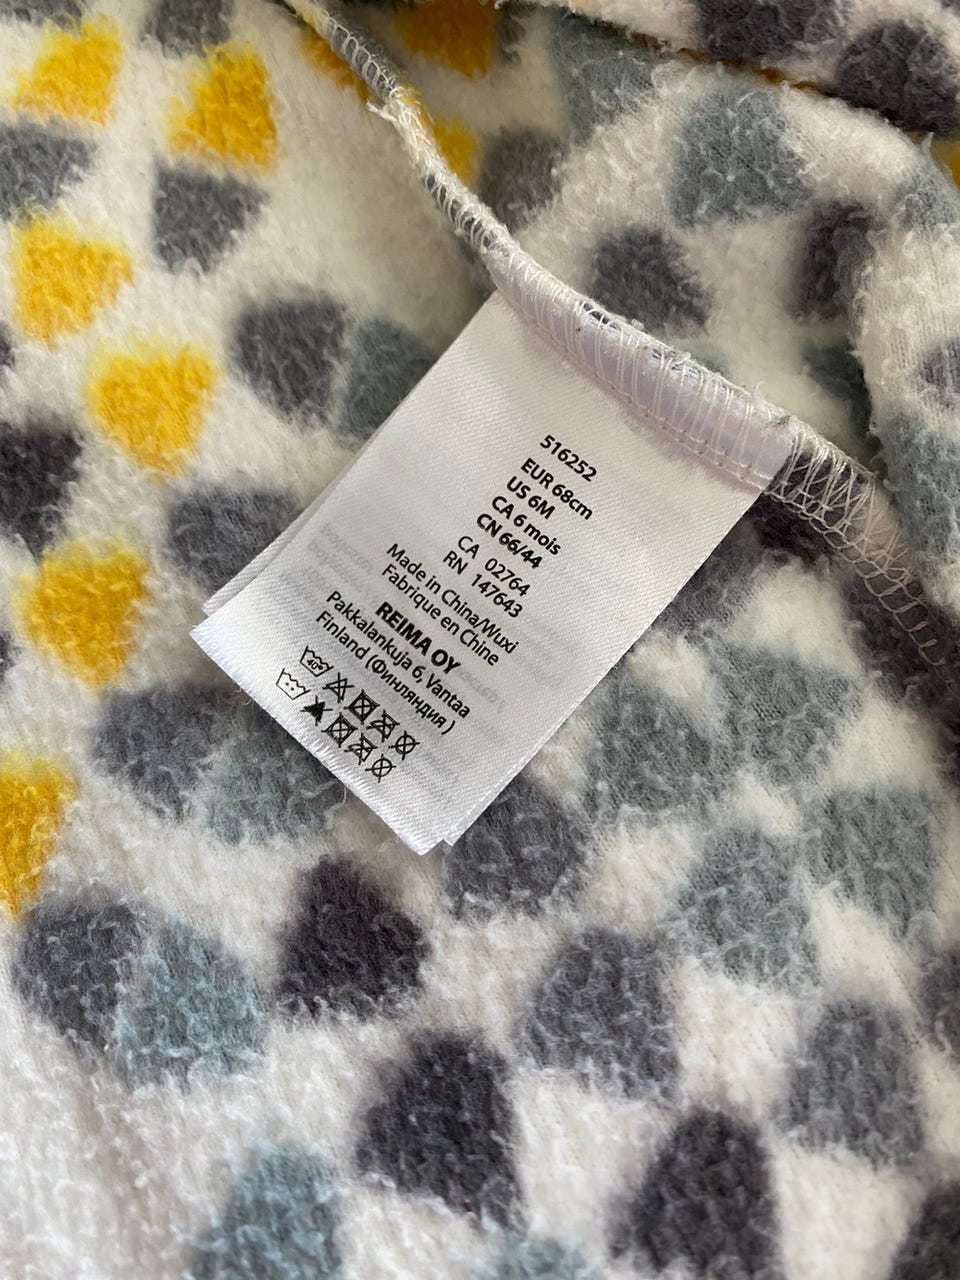 516252
EUR 68cm
US 6M
CA 6 mois
CN 66/44
CA 02764
RN 147643
Made in China/Wuxi
Fabrique en Chine
REIMA OY
Pakkalankuja 6, Vantaa
Finland (Финляндия)
40°